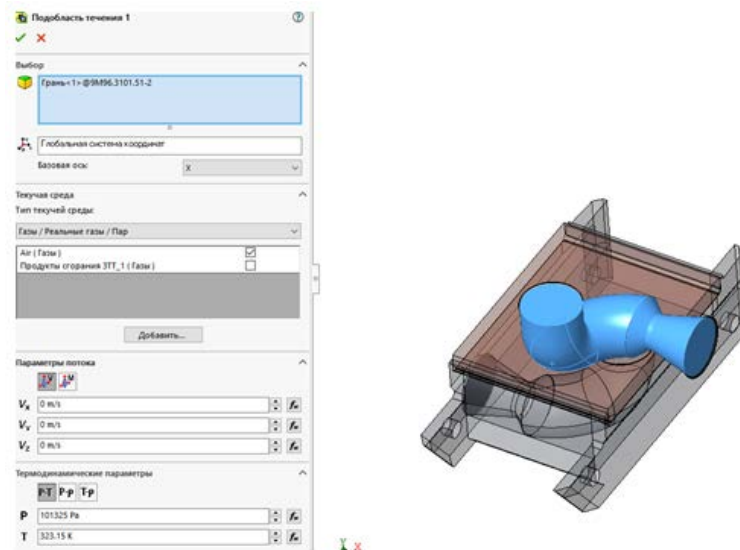 Подобласть течения 1
Выбор
Грань<1>@9М96.3101.51-2
Глобальная система координат
Базовая ось: X
Текучая среда
Тип текучей среды:
Газы / Реальные газы / Пар
Air ( Газы )
Продукты сгорания ЗТТ_1 ( Газы )
Добавить...
Параметры потока
Vx 0 m/s
Vy 0 m/s
Vz 0 m/s
Термодинамические параметры
P-T P-ρ T-ρ
P 101325 Pa
T 323.15 K
Y X